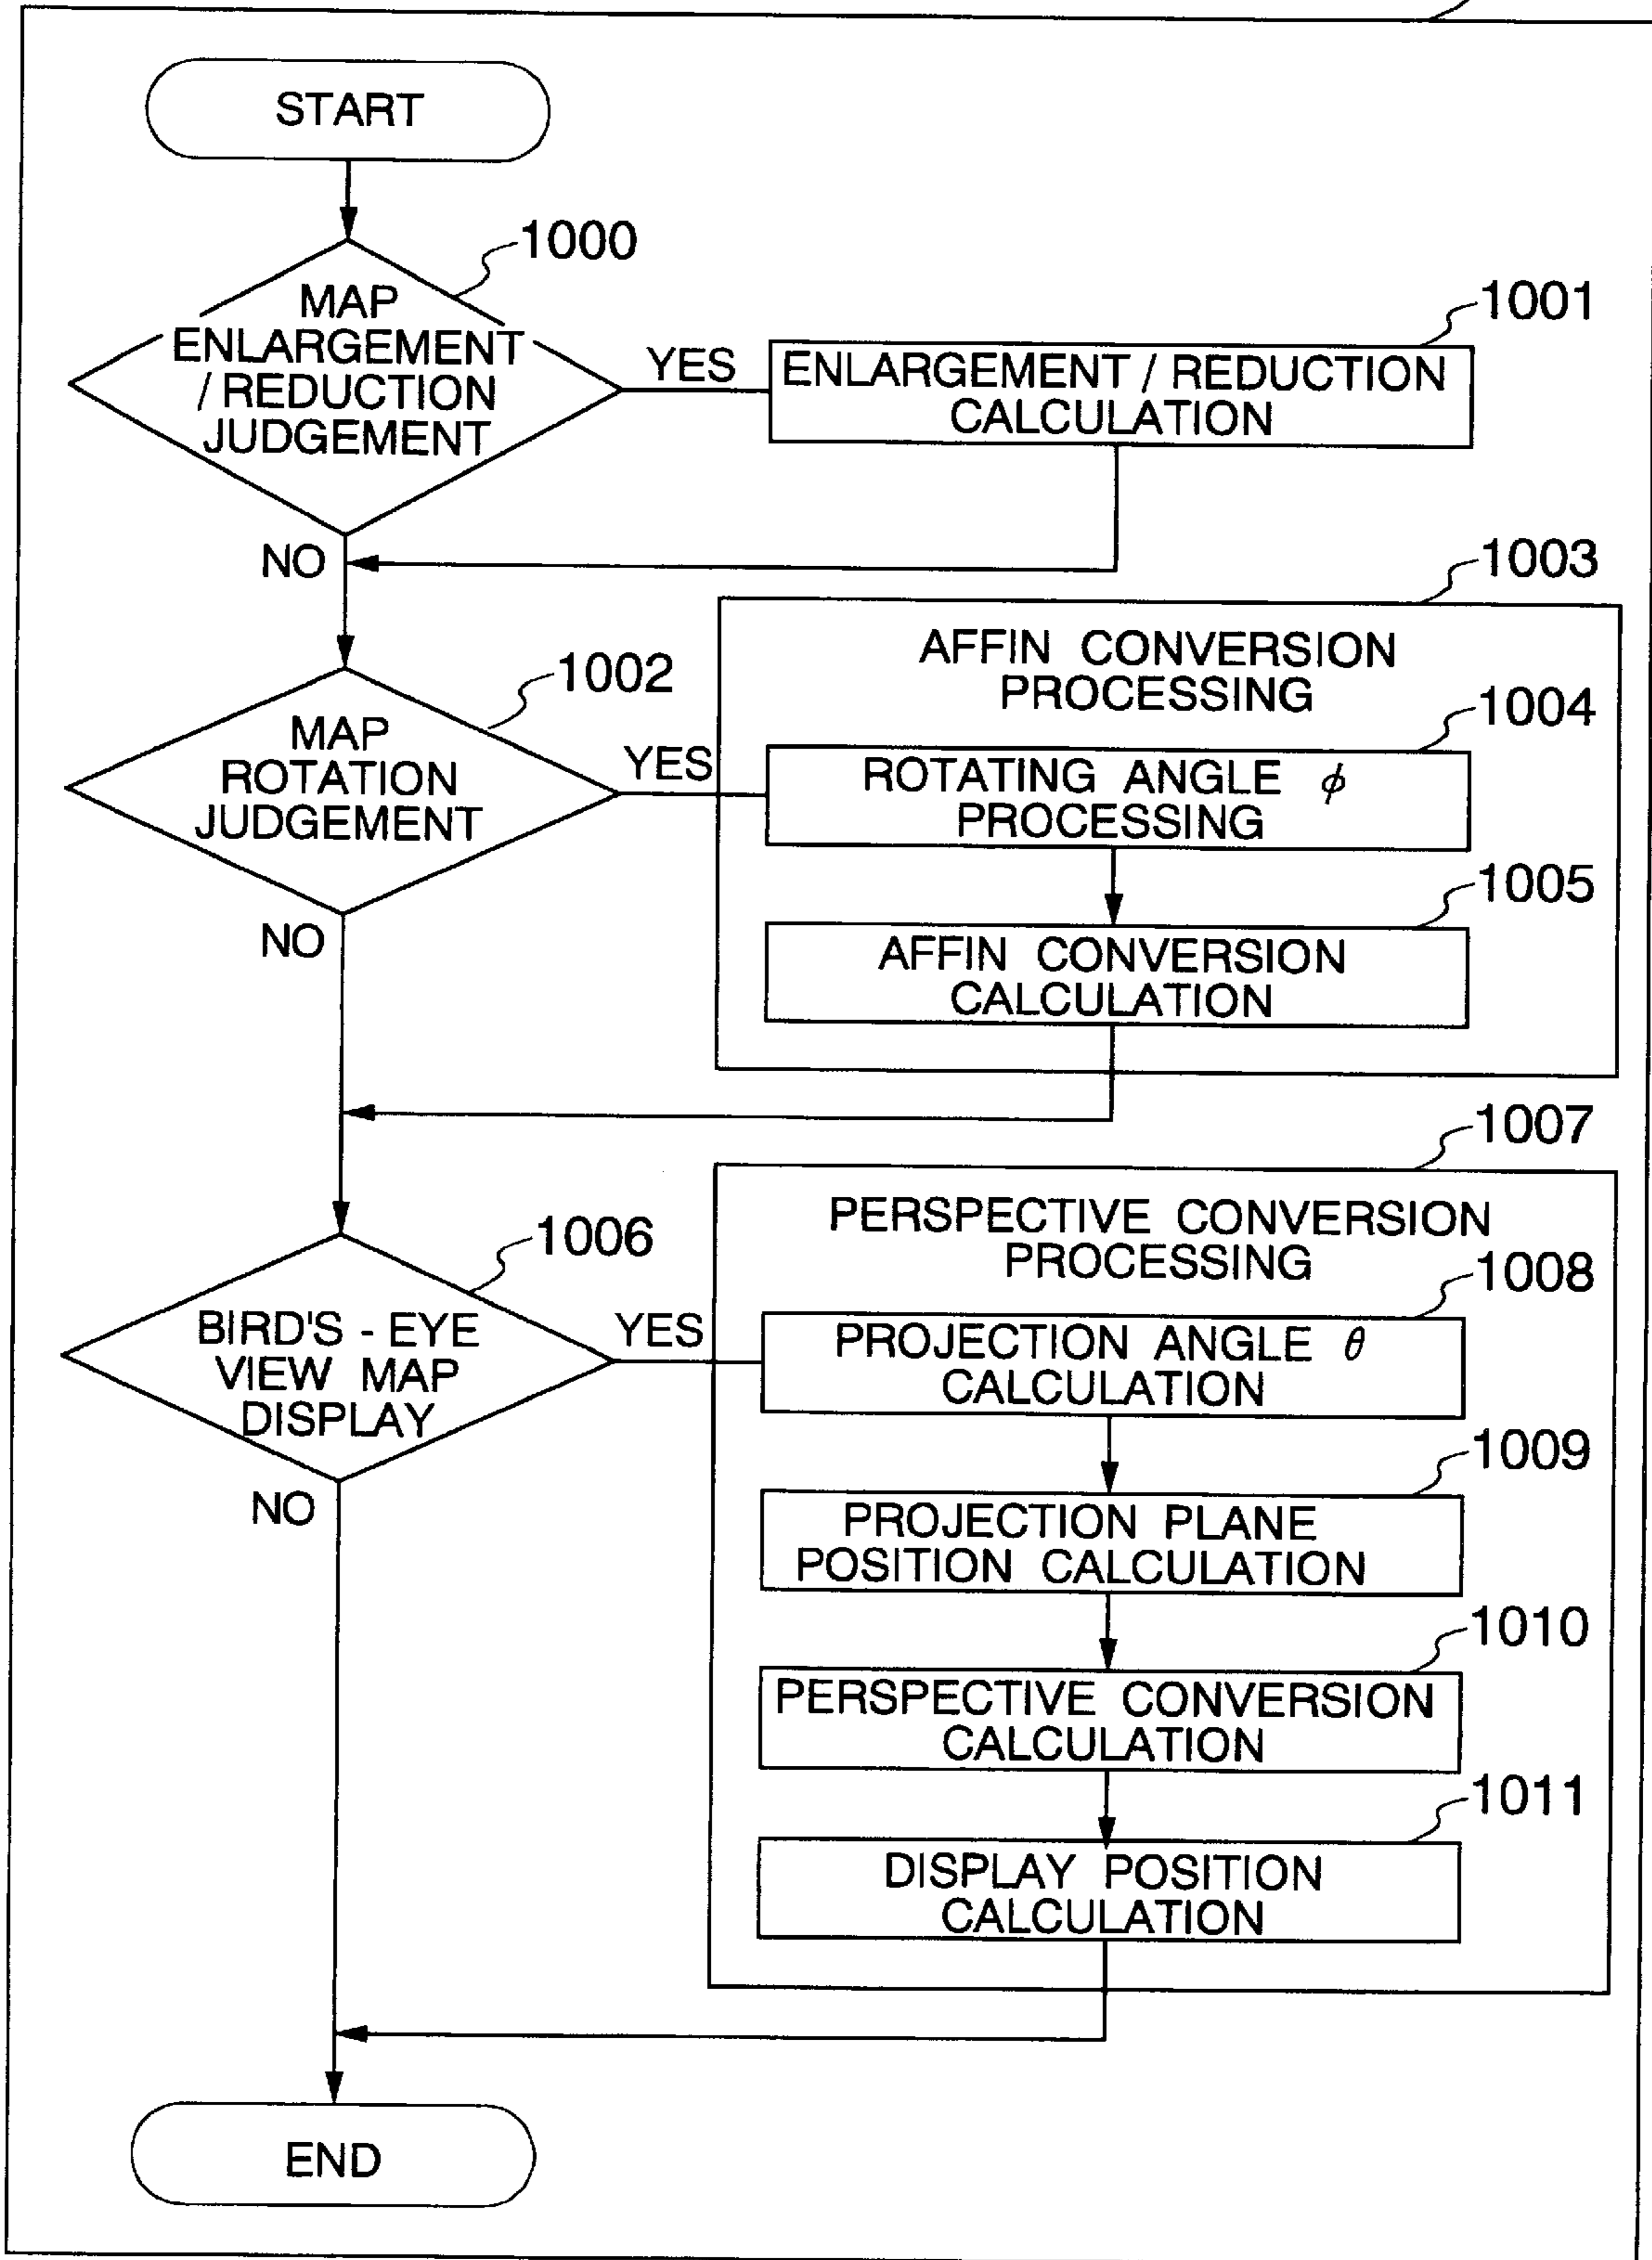 START
1000
MAP
ENLARGEMENT
/ REDUCTION
JUDGEMENT
YES
1001
ENLARGEMENT / REDUCTION
CALCULATION
NO
1002
MAP
ROTATION
JUDGEMENT
YES
1003
AFFIN CONVERSION
PROCESSING
1004
ROTATING ANGLE ϕ
PROCESSING
1005
AFFIN CONVERSION
CALCULATION
NO
1006
BIRD'S - EYE
VIEW MAP
DISPLAY
YES
1007
PERSPECTIVE CONVERSION
PROCESSING
1008
PROJECTION ANGLE θ
CALCULATION
1009
PROJECTION PLANE
POSITION CALCULATION
1010
PERSPECTIVE CONVERSION
CALCULATION
1011
DISPLAY POSITION
CALCULATION
NO
END